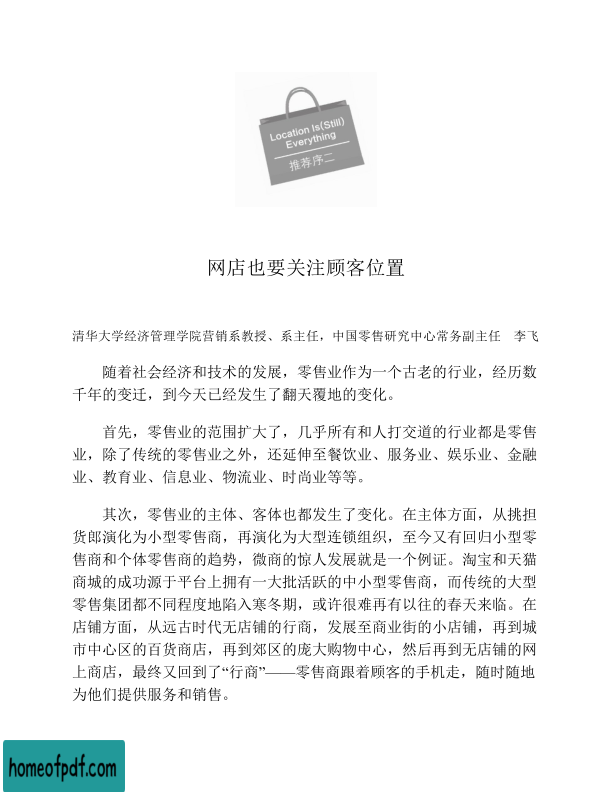 Location Is(Still)
Everything
推荐序二
网店也要关注顾客位置
清华大学经济管理学院营销系教授、系主任，中国零售研究中心常务副主任 李飞
随着社会经济和技术的发展，零售业作为一个古老的行业，经历数
千年的变迁，到今天已经发生了翻天覆地的变化。
首先，零售业的范围扩大了，几乎所有和人打交道的行业都是零售
业，除了传统的零售业之外，还延伸至餐饮业、服务业、娱乐业、金融
业、教育业、信息业、物流业、时尚业等等。
其次，零售业的主体、客体也都发生了变化。在主体方面，从挑担
货郎演化为小型零售商，再演化为大型连锁组织，至今又有回归小型零
售商和个体零售商的趋势，微商的惊人发展就是一个例证。淘宝和天猫
商城的成功源于平台上拥有一大批活跃的中小型零售商，而传统的大型
零售集团都不同程度地陷入寒冬期，或许很难再有以往的春天来临。在
店铺方面，从远古时代无店铺的行商，发展至商业街的小店铺，再到城
市中心区的百货商店，再到郊区的庞大购物中心，然后再到无店铺的网
上商店，最终又回到了“行商”——零售商跟着顾客的手机走，随时随地
为他们提供服务和销售。
homeofpdf.com